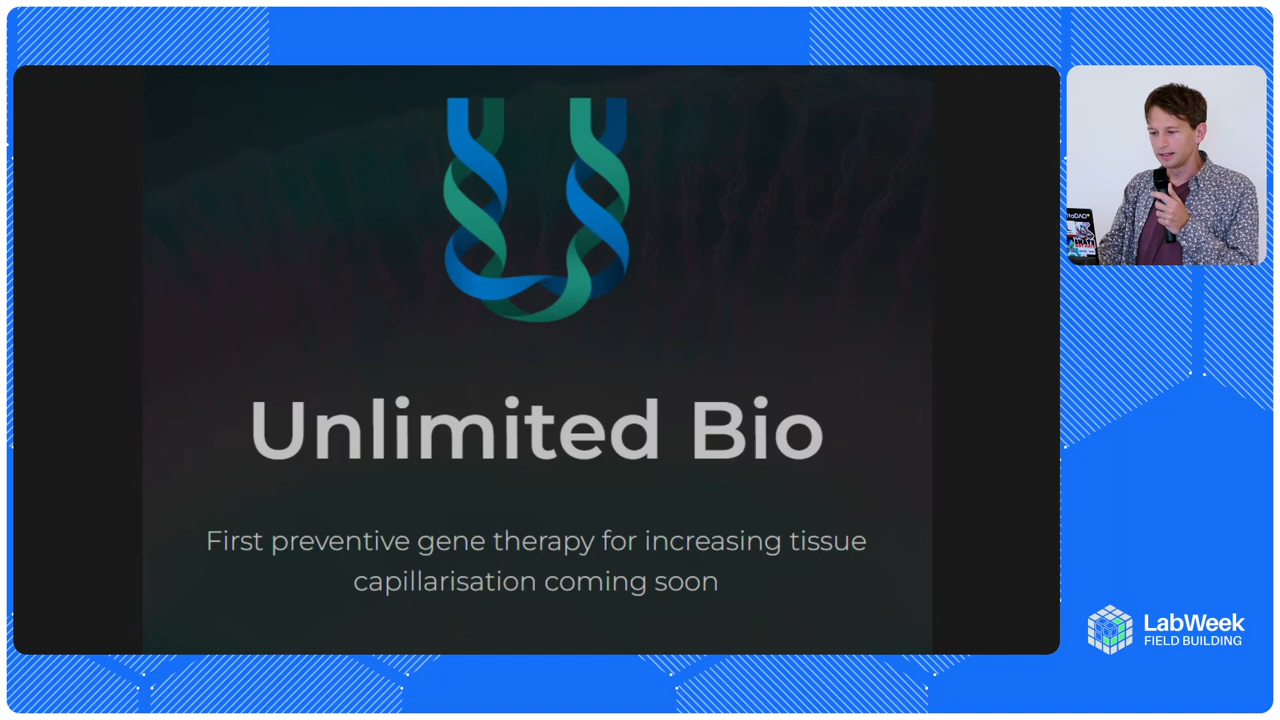 Unlimited Bio
First preventive gene therapy for increasing tissue
capillarisation coming soon
LabWeek
FIELD BUILDING